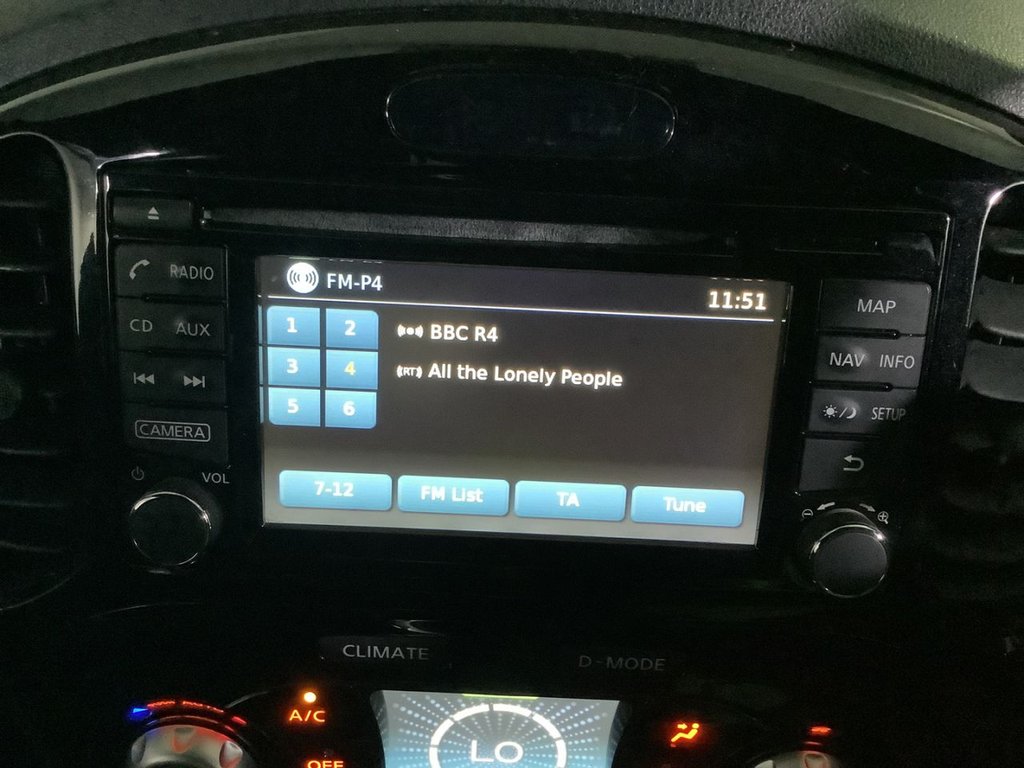 FM-P4
11:51
RADIO
CD AUX
CAMERA
VOL
1 2
3 4
5 6
BBC R4
RT All the Lonely People
7-12 FM List TA Tune
MAP
NAV INFO
SETUP
CLIMATE
D-MODE
A/C
OFF
LO